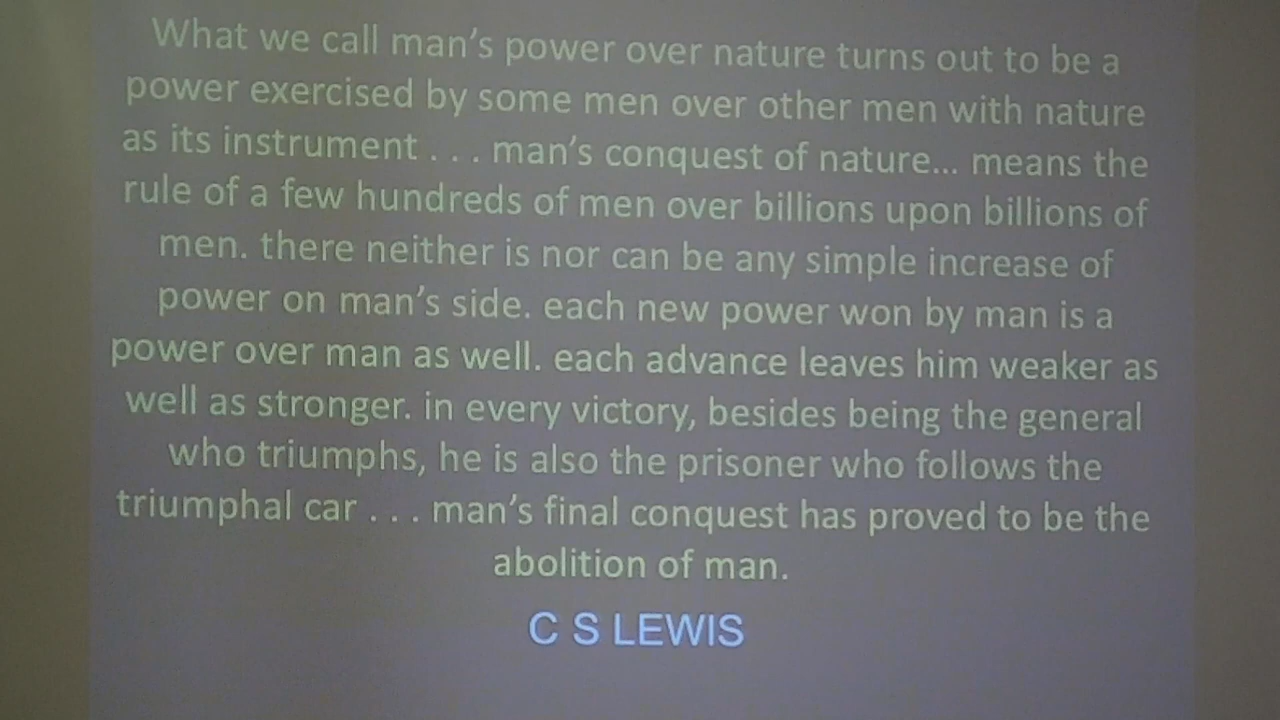 What we call man's power over nature turns out to be a
power exercised by some men over other men with nature
as its instrument . . . man's conquest of nature... means the
rule of a few hundreds of men over billions upon billions of
men. there neither is nor can be any simple increase of
power on man's side. each new power won by man is a
power over man as well. each advance leaves him weaker as
well as stronger. in every victory, besides being the general
who triumphs, he is also the prisoner who follows the
triumphal car . . . man's final conquest has proved to be the
abolition of man.
C S LEWIS